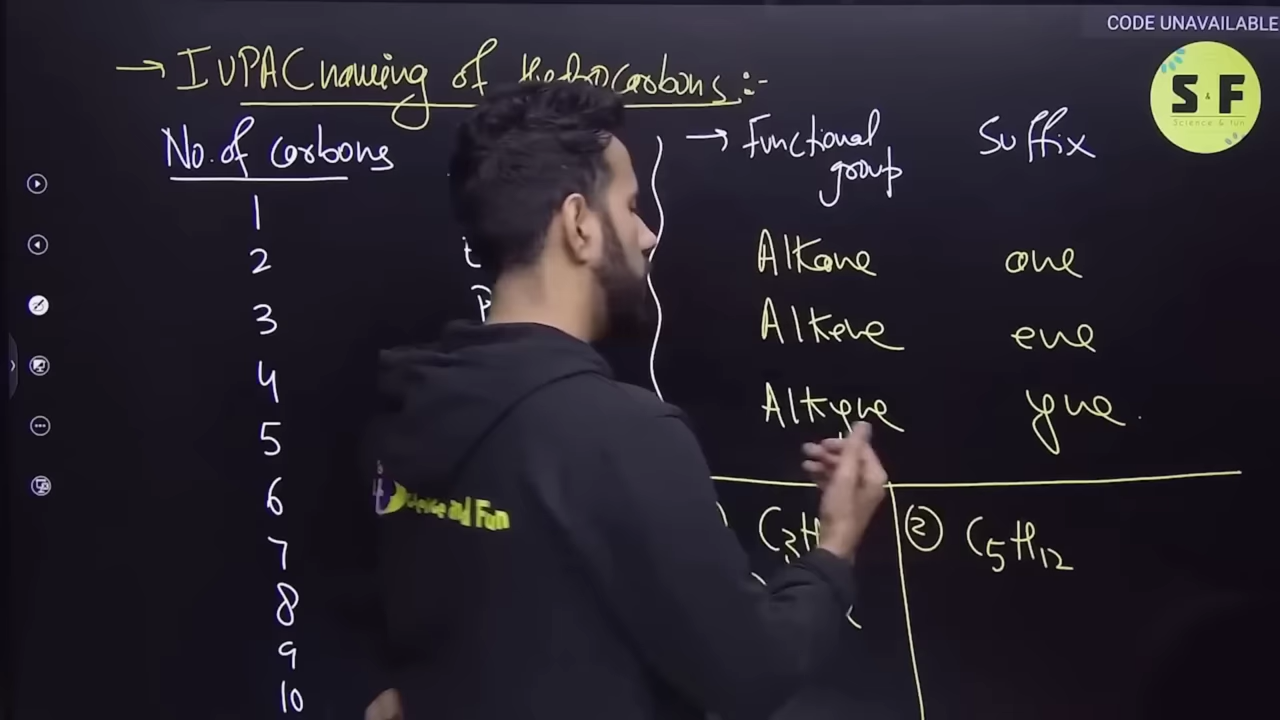 CODE UNAVAILABLE
S & F
Science & fun
→ IUPAC naming of Hydrocarbons :-
No. of carbons
→ Functional group
Suffix
1
2
3
4
5
6
7
8
9
10
P
Alkane ane
Alkene ene
Alkyne yne
C3H
② C5H12
Science and Fun